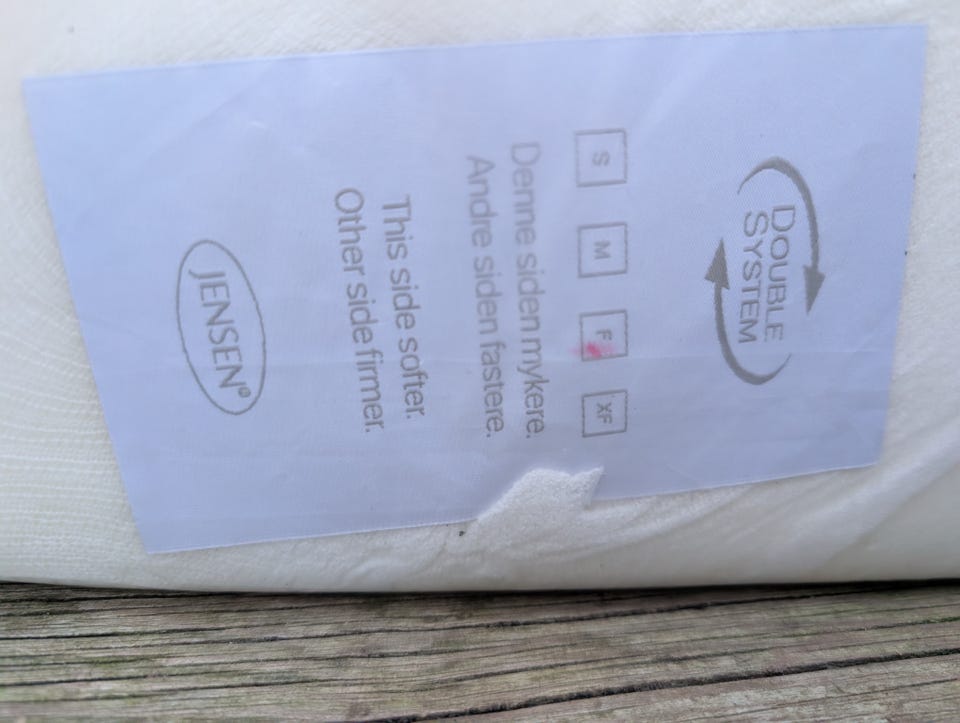 DOUBLE
SYSTEM
S M F XF
Denne siden mykere.
Andre siden fastere.
This side softer.
Other side firmer.
JENSEN®